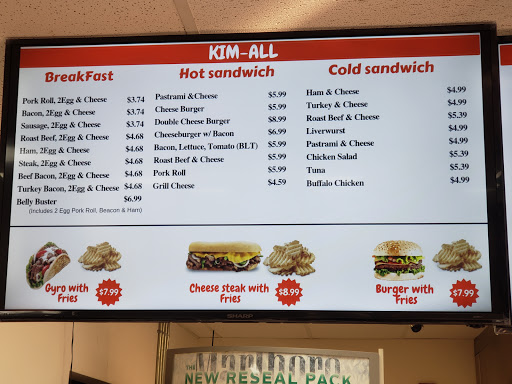 KIM-ALL
BreakFast
Pork Roll, 2Egg & Cheese $3.74
Bacon, 2Egg & Cheese $3.74
Sausage, 2Egg & Cheese $3.74
Roast Beef, 2Egg & Cheese $4.68
Ham, 2Egg & Cheese $4.68
Steak, 2Egg & Cheese $4.68
Beef Bacon, 2Egg & Cheese $4.68
Turkey Bacon, 2Egg & Cheese $4.68
Belly Buster $6.99
(Includes 2 Egg Pork Roll, Beacon & Ham)
Hot sandwich
Pastrami &Cheese $5.99
Cheese Burger $5.99
Double Cheese Burger $8.99
Cheeseburger w/ Bacon $6.99
Bacon, Lettuce, Tomato (BLT) $5.99
Roast Beef & Cheese $5.99
Pork Roll $5.99
Grill Cheese $4.59
Cold sandwich
Ham & Cheese $4.99
Turkey & Cheese $4.99
Roast Beef & Cheese $5.39
Liverwurst $4.99
Pastrami & Cheese $4.99
Chicken Salad $5.39
Tuna $5.39
Buffalo Chicken $4.99
Gyro with Fries $7.99
Cheese steak with Fries $8.99
Burger with Fries $7.99
SHARP
THE Marlboro
NEW RESEAL PACK